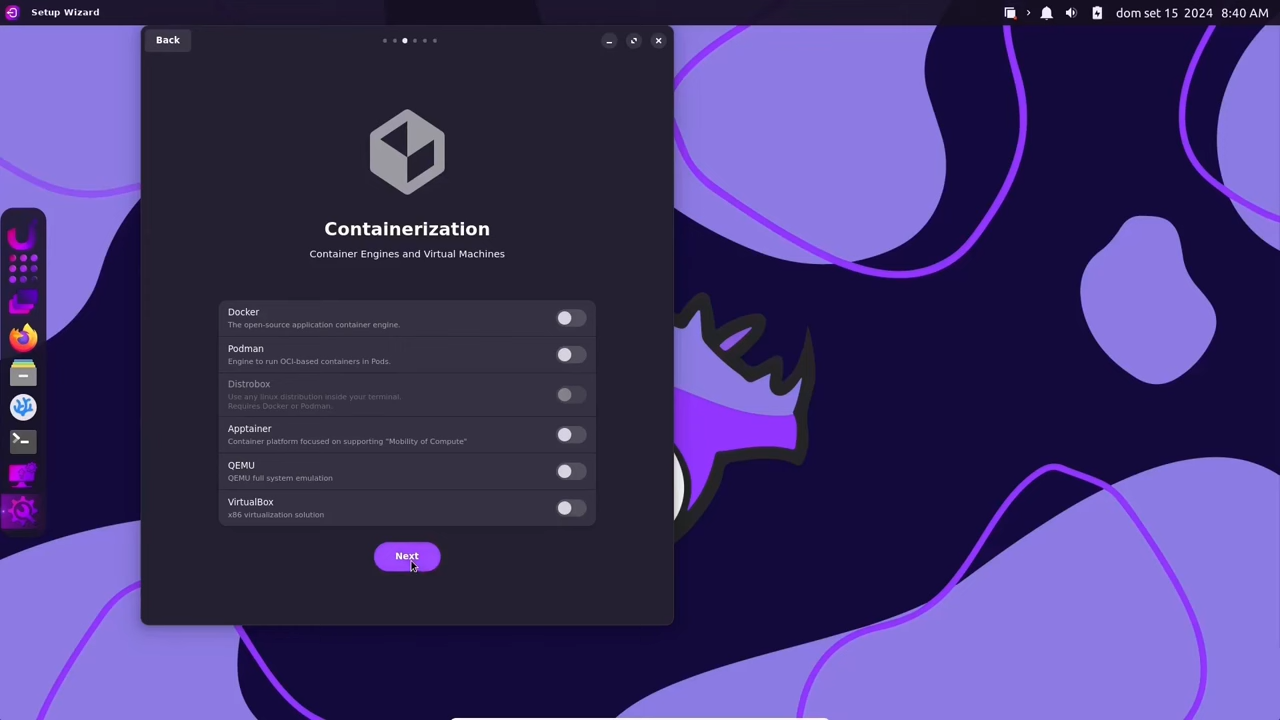 Setup Wizard
dom set 15 2024 8:40 AM
Back
Containerization
Container Engines and Virtual Machines
Docker
The open-source application container engine.
Podman
Engine to run OCI-based containers in Pods.
Distrobox
Use any linux distribution inside your terminal.
Requires Docker or Podman.
Apptainer
Container platform focused on supporting "Mobility of Compute"
QEMU
QEMU full system emulation
VirtualBox
x86 virtualization solution
Next